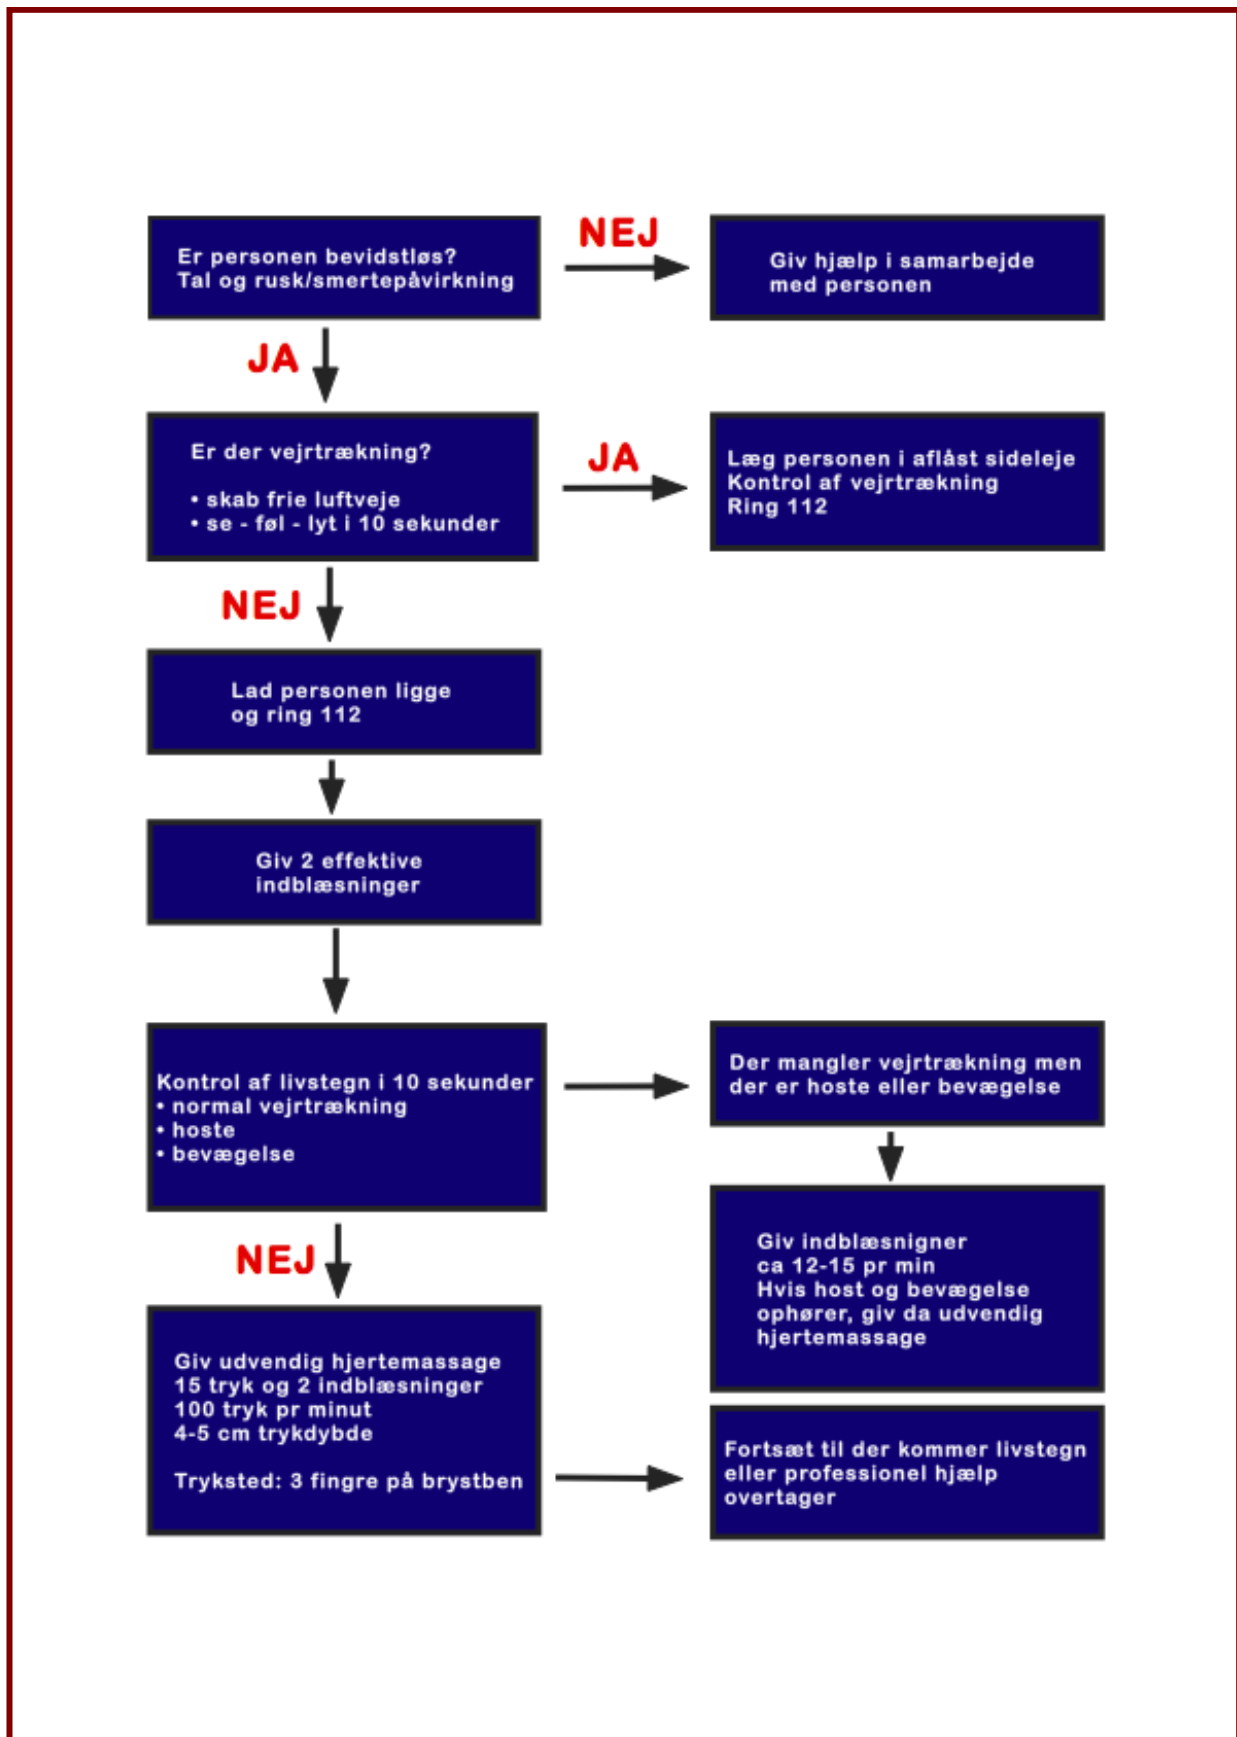 Er personen bevidstløs?
Tal og rusk/smertepåvirkning
NEJ
Giv hjælp i samarbejde
med personen
JA
Er der vejrtrækning?
• skab frie luftveje
• se - føl - lyt i 10 sekunder
JA
Læg personen i aflåst sideleje
Kontrol af vejrtrækning
Ring 112
NEJ
Lad personen ligge
og ring 112
Giv 2 effektive
indblæsninger
Kontrol af livstegn i 10 sekunder
• normal vejrtrækning
• hoste
• bevægelse
Der mangler vejrtrækning men
der er hoste eller bevægelse
Giv indblæsnigner
ca 12-15 pr min
Hvis host og bevægelse
ophører, giv da udvendig
hjertemassage
NEJ
Giv udvendig hjertemassage
15 tryk og 2 indblæsninger
100 tryk pr minut
4-5 cm trykdybde
Tryksted: 3 fingre på brystben
Fortsæt til der kommer livstegn
eller professionel hjælp
overtager